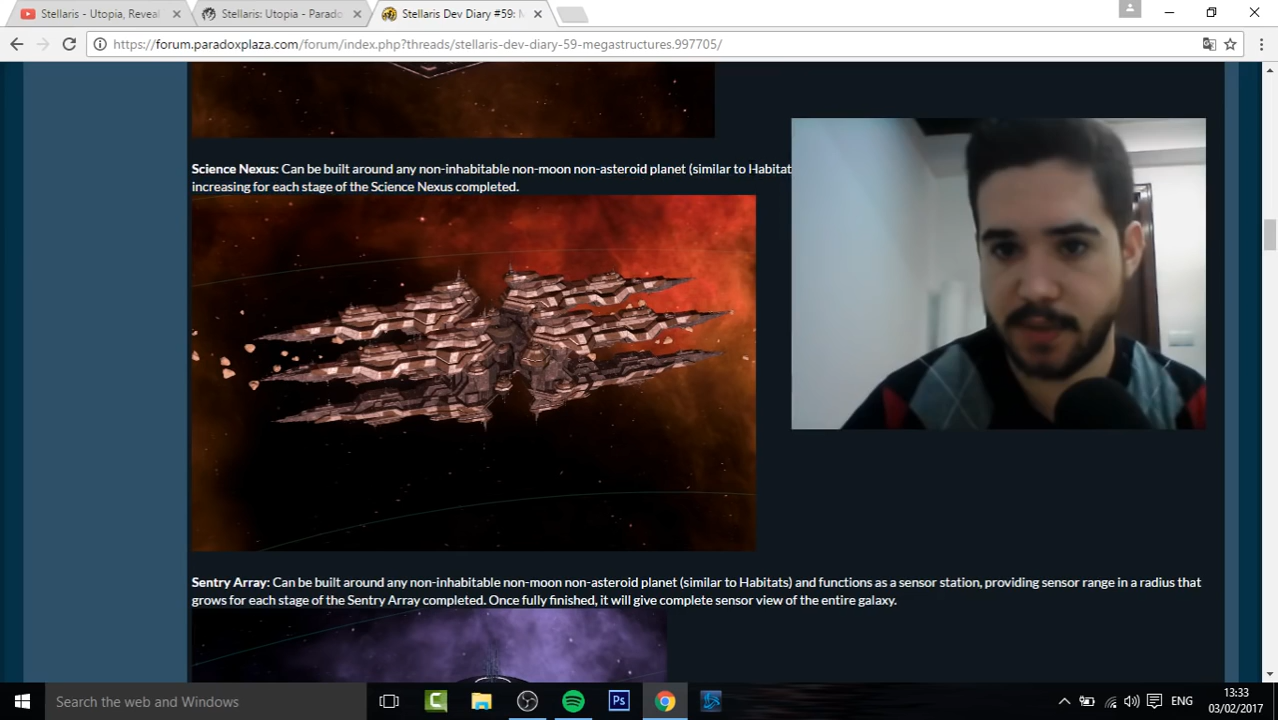 Stellaris - Utopia, Reveal
Stellaris: Utopia - Parado
Stellaris Dev Diary #59: M
https://forum.paradoxplaza.com/forum/index.php?threads/stellaris-dev-diary-59-megastructures.997705/
Science Nexus: Can be built around any non-inhabitable non-moon non-asteroid planet (similar to Habitat
increasing for each stage of the Science Nexus completed.
Sentry Array: Can be built around any non-inhabitable non-moon non-asteroid planet (similar to Habitats) and functions as a sensor station, providing sensor range in a radius that
grows for each stage of the Sentry Array completed. Once fully finished, it will give complete sensor view of the entire galaxy.
Search the web and Windows
Ps
ENG
13:33
03/02/2017